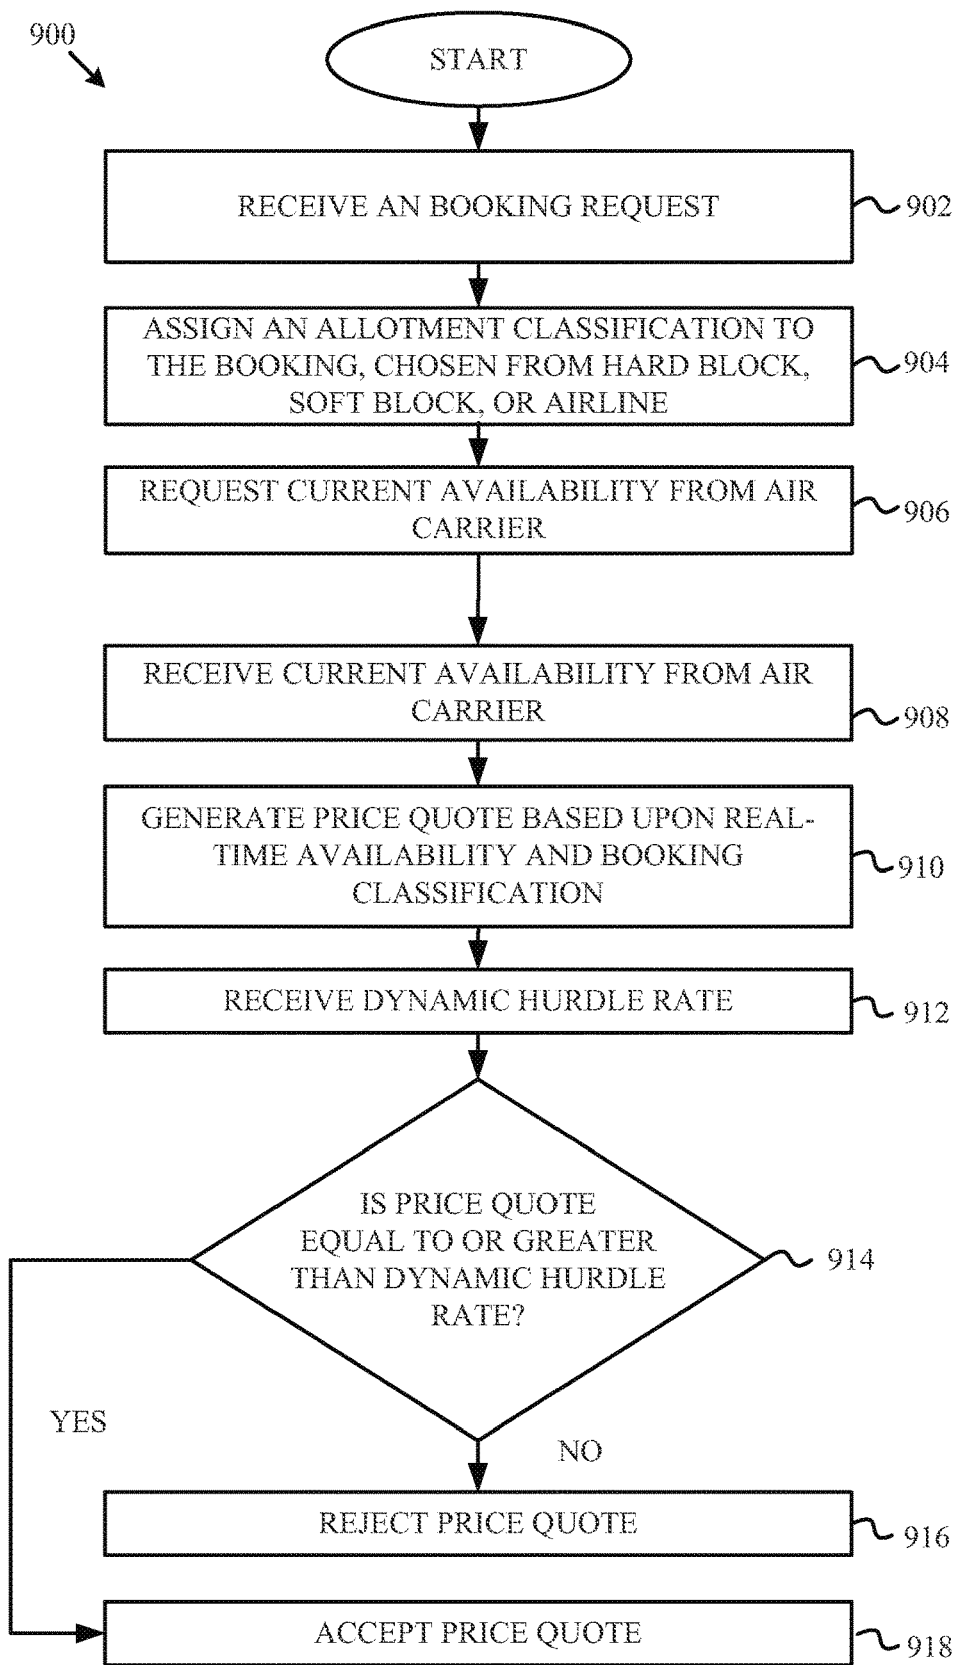 900
START
RECEIVE AN BOOKING REQUEST
902
ASSIGN AN ALLOTMENT CLASSIFICATION TO
THE BOOKING, CHOSEN FROM HARD BLOCK,
SOFT BLOCK, OR AIRLINE
904
REQUEST CURRENT AVAILABILITY FROM AIR
CARRIER
906
RECEIVE CURRENT AVAILABILITY FROM AIR
CARRIER
908
GENERATE PRICE QUOTE BASED UPON REAL-
TIME AVAILABILITY AND BOOKING
CLASSIFICATION
910
RECEIVE DYNAMIC HURDLE RATE
912
IS PRICE QUOTE
EQUAL TO OR GREATER
THAN DYNAMIC HURDLE
RATE?
914
YES
NO
REJECT PRICE QUOTE
916
ACCEPT PRICE QUOTE
918